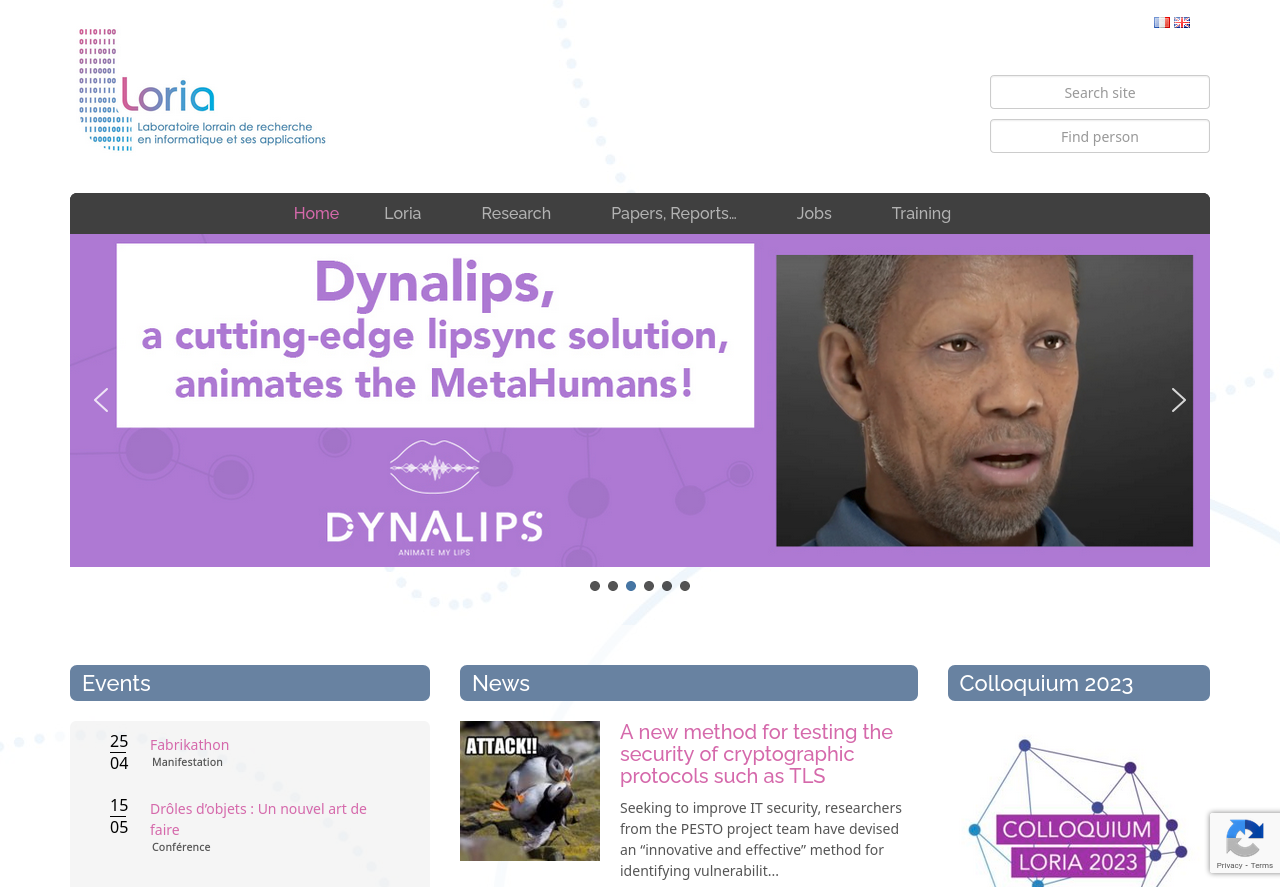 Loria
Laboratoire lorrain de recherche
en informatique et ses applications
Search site
Find person
Home
Loria
Research
Papers, Reports…
Jobs
Training
Dynalips,
a cutting-edge lipsync solution,
animates the MetaHumans!
DYNALIPS
ANIMATE MY LIPS
Events
25
04
Fabrikathon
Manifestation
15
05
Drôles d’objets : Un nouvel art de
faire
Conférence
News
ATTACK!!
A new method for testing the
security of cryptographic
protocols such as TLS
Seeking to improve IT security, researchers
from the PESTO project team have devised
an “innovative and effective” method for
identifying vulnerabilit...
Colloquium 2023
COLLOQUIUM
LORIA 2023
Privacy - Terms